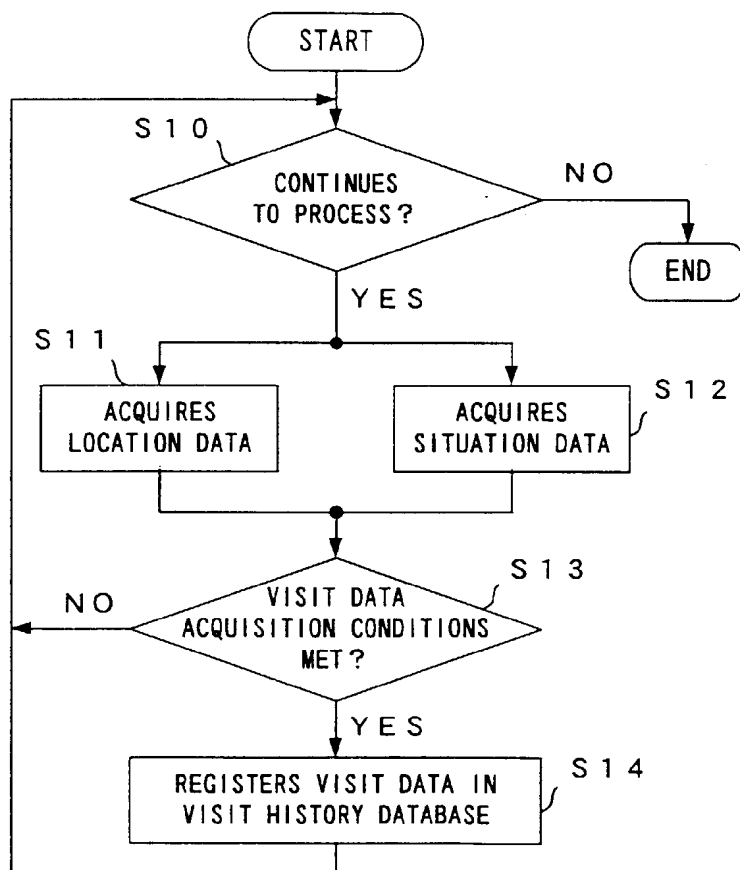 START
S10
CONTINUES
TO PROCESS?
NO
END
YES
S11
ACQUIRES
LOCATION DATA
ACQUIRES
SITUATION DATA
S12
S13
VISIT DATA
ACQUISITION CONDITIONS
MET?
NO
YES
S14
REGISTERS VISIT DATA IN
VISIT HISTORY DATABASE